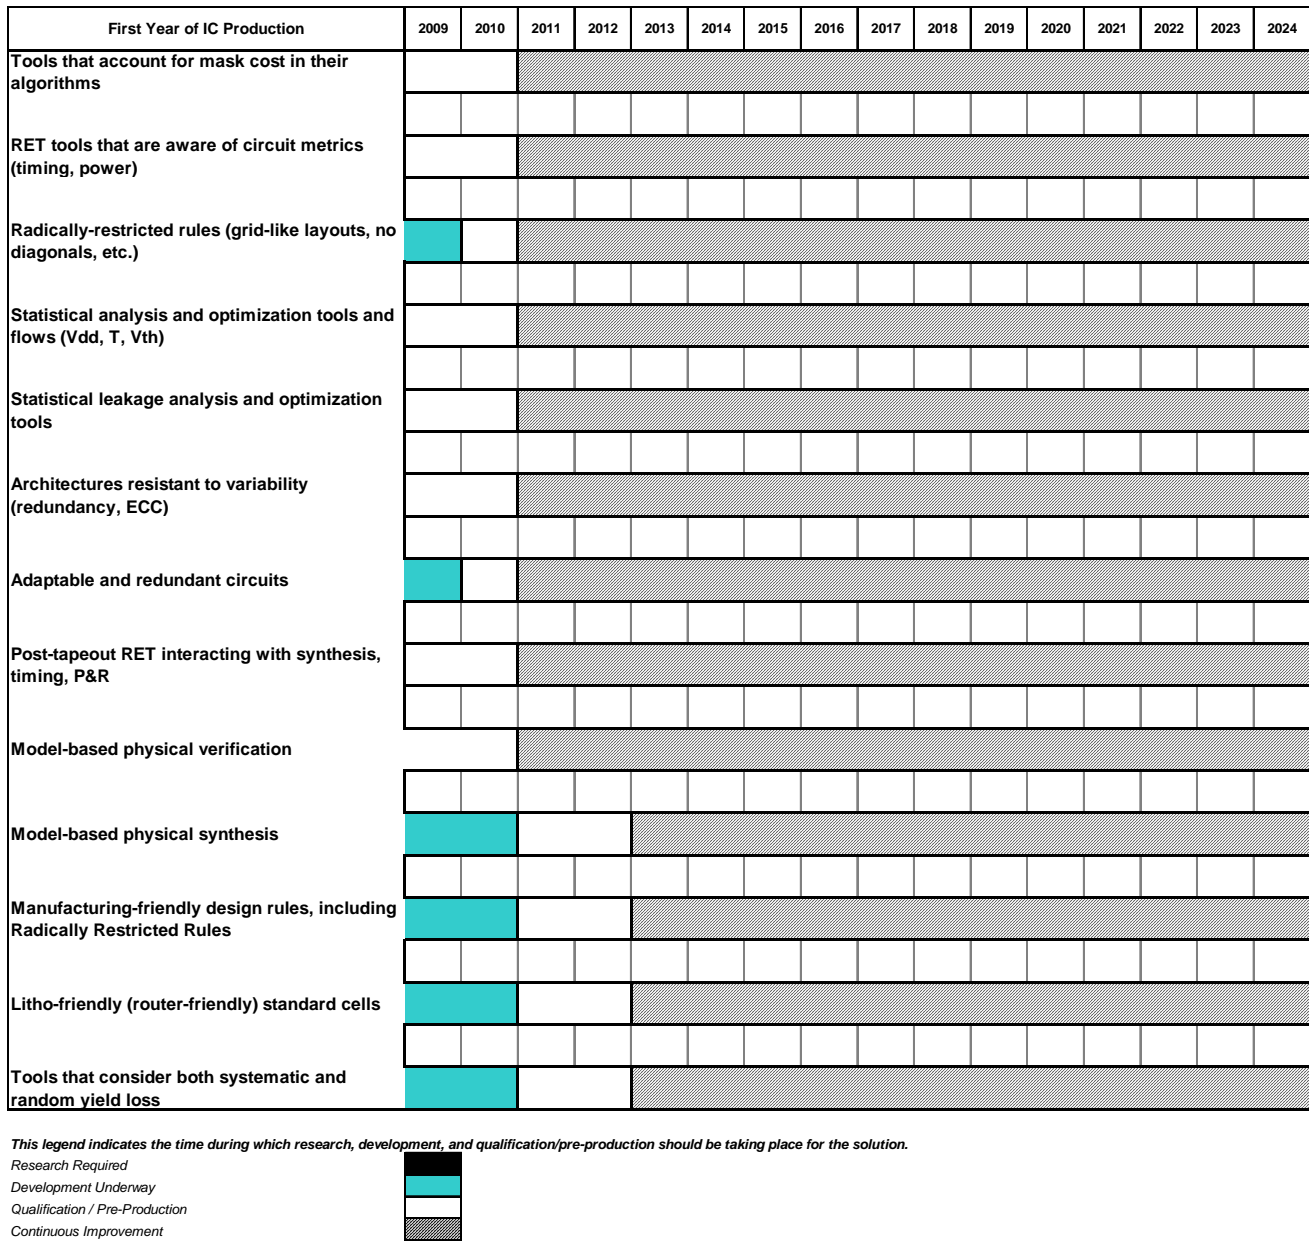 First Year of IC Production 2009 2010 2011 2012 2013 2014 2015 2016 2017 2018 2019 2020 2021 2022 2023 2024
Tools that account for mask cost in their
algorithms
RET tools that are aware of circuit metrics
(timing, power)
Radically-restricted rules (grid-like layouts, no
diagonals, etc.)
Statistical analysis and optimization tools and
flows (Vdd, T, Vth)
Statistical leakage analysis and optimization
tools
Architectures resistant to variability
(redundancy, ECC)
Adaptable and redundant circuits
Post-tapeout RET interacting with synthesis,
timing, P&R
Model-based physical verification
Model-based physical synthesis
Manufacturing-friendly design rules, including
Radically Restricted Rules
Litho-friendly (router-friendly) standard cells
Tools that consider both systematic and
random yield loss
This legend indicates the time during which research, development, and qualification/pre-production should be taking place for the solution.
Research Required
Development Underway
Qualification / Pre-Production
Continuous Improvement